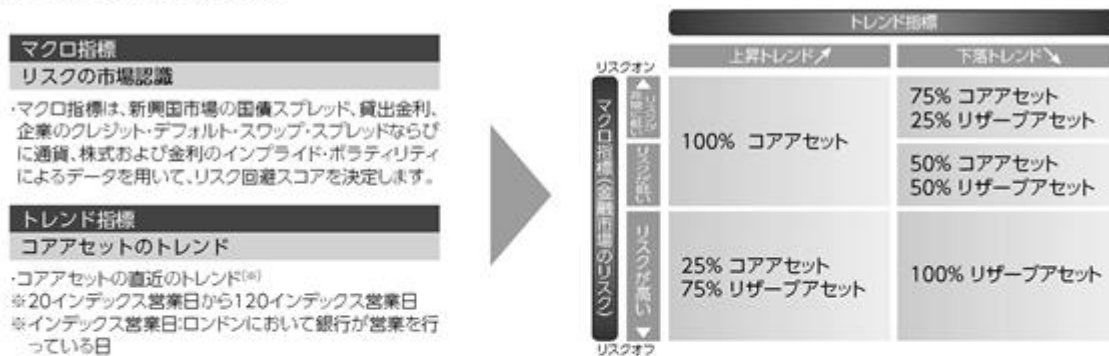 マクロ指標
リスクの市場認識
・マクロ指標は、新興国市場の国債スプレッド、貸出金利、
企業のクレジット・デフォルト・スワップ・スプレッドならび
に通貨、株式および金利のインプライド・ボラティリティ
によるデータを用いて、リスク回避スコアを決定します。
トレンド指標
コアアセットのトレンド
・コアアセットの直近のトレンド(※)
※20インデックス営業日から120インデックス営業日
※インデックス営業日:ロンドンにおいて銀行が営業を行
っている日
トレンド指標
上昇トレンド↗
下落トレンド↘
リスクオン
マクロ指標(金融市場のリスク)
リスクが
非常に低い
リスクが低い
リスクが高い
リスクオフ
100% コアアセット
75% コアアセット
25% リザーブアセット
50% コアアセット
50% リザーブアセット
25% コアアセット
75% リザーブアセット
100% リザーブアセット